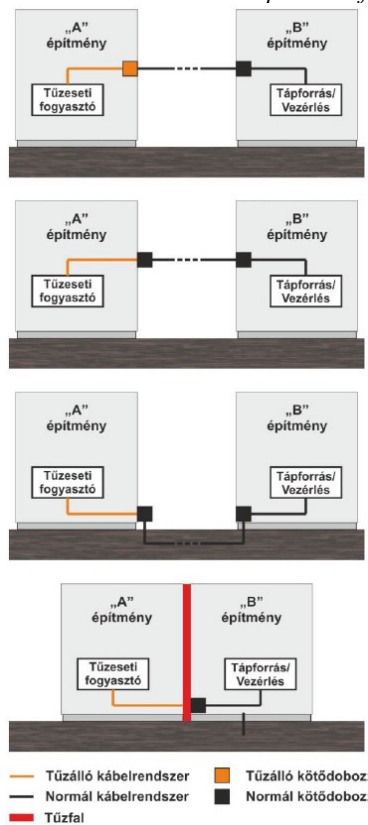 „A”
építmény
„B”
építmény
Tűzeseti
fogyasztó
Tápforrás/
Vezérlés
„A”
építmény
„B”
építmény
Tűzeseti
fogyasztó
Tápforrás/
Vezérlés
„A”
építmény
„B”
építmény
Tűzeseti
fogyasztó
Tápforrás/
Vezérlés
„A”
építmény
„B”
építmény
Tűzeseti
fogyasztó
Tápforrás/
Vezérlés
Tűzálló kábelrendszer
Tűzálló kötődoboz
Normál kábelrendszer
Normál kötődoboz
Tűzfal